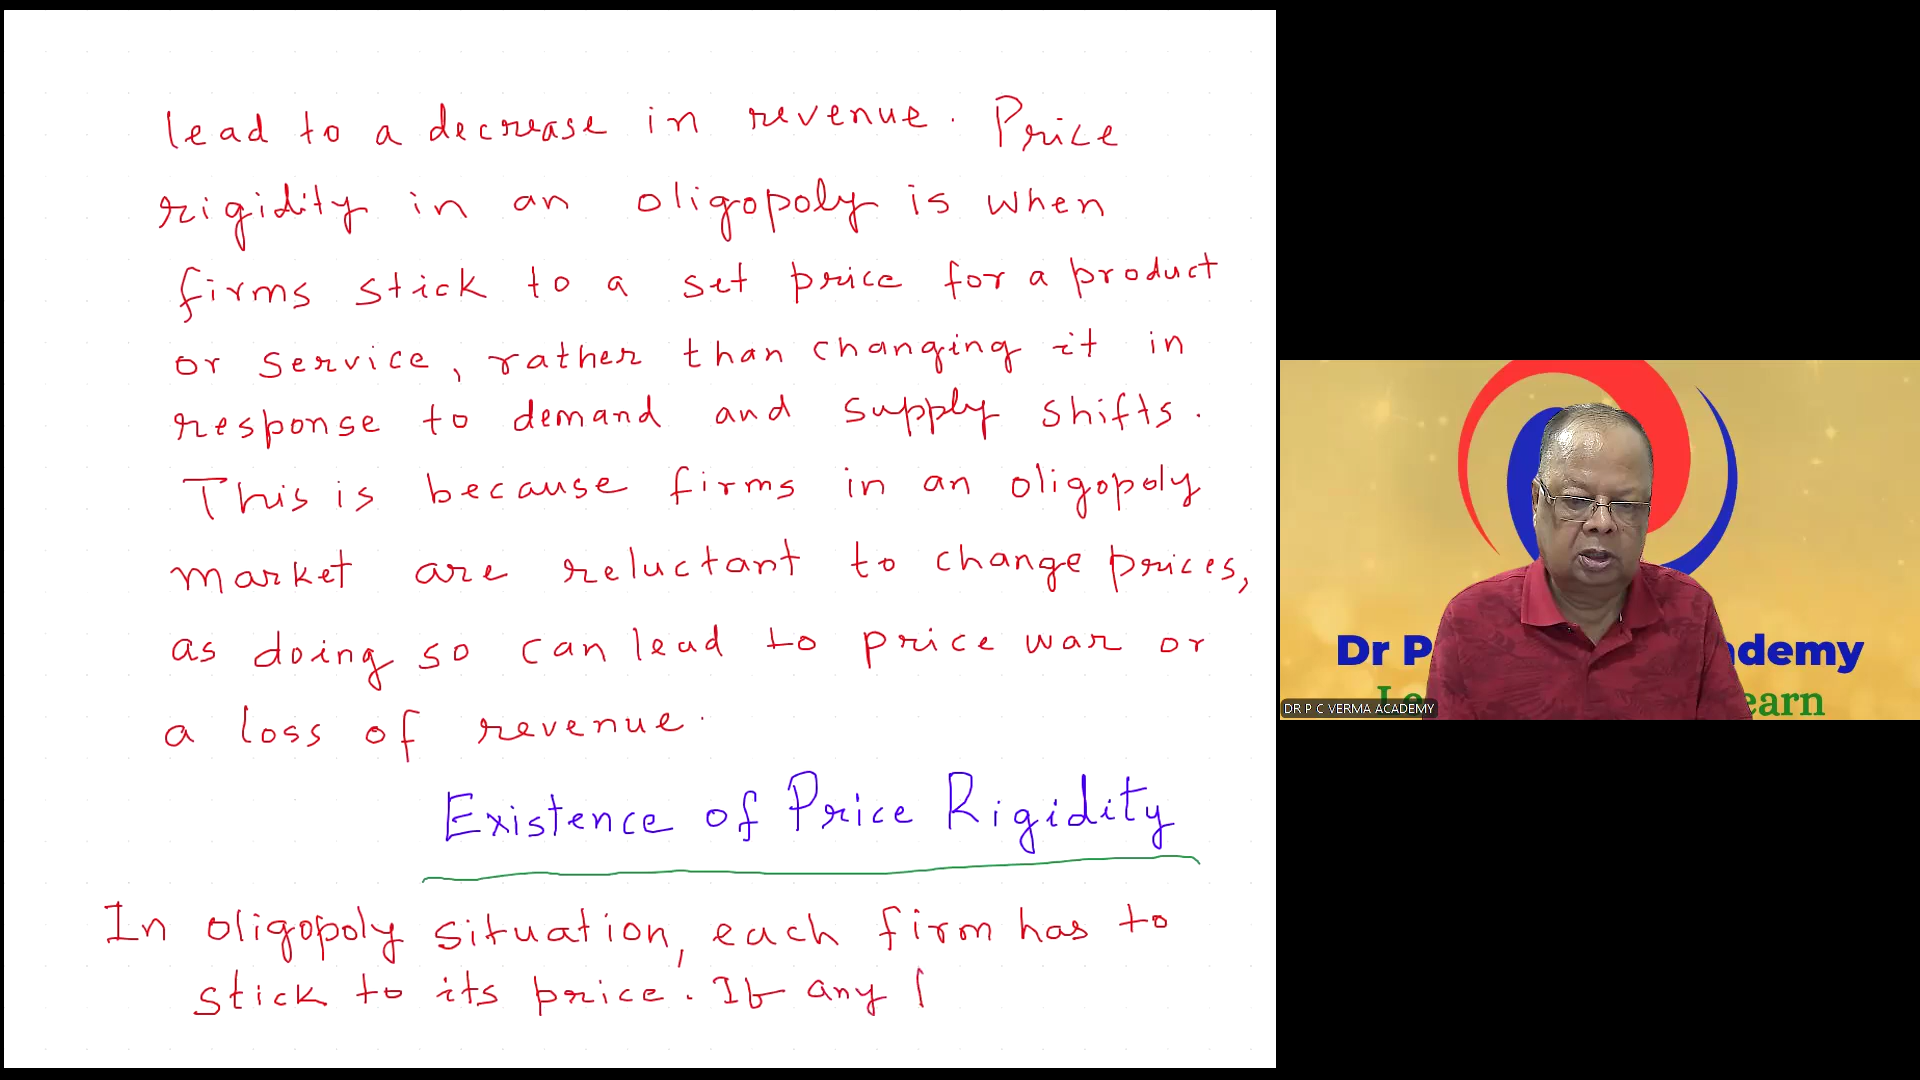 lead to a decrease in revenue. Price
rigidity in an oligopoly is when
firms stick to a set price for a product
or service, rather than changing it in
response to demand and supply shifts.
This is because firms in an oligopoly
market are reluctant to change prices,
as doing so can lead to price war or
a loss of revenue.
Existence of Price Rigidity
In oligopoly situation, each firm has to
stick to its price. If any
Dr P demy
Le earn
DR P C VERMA ACADEMY